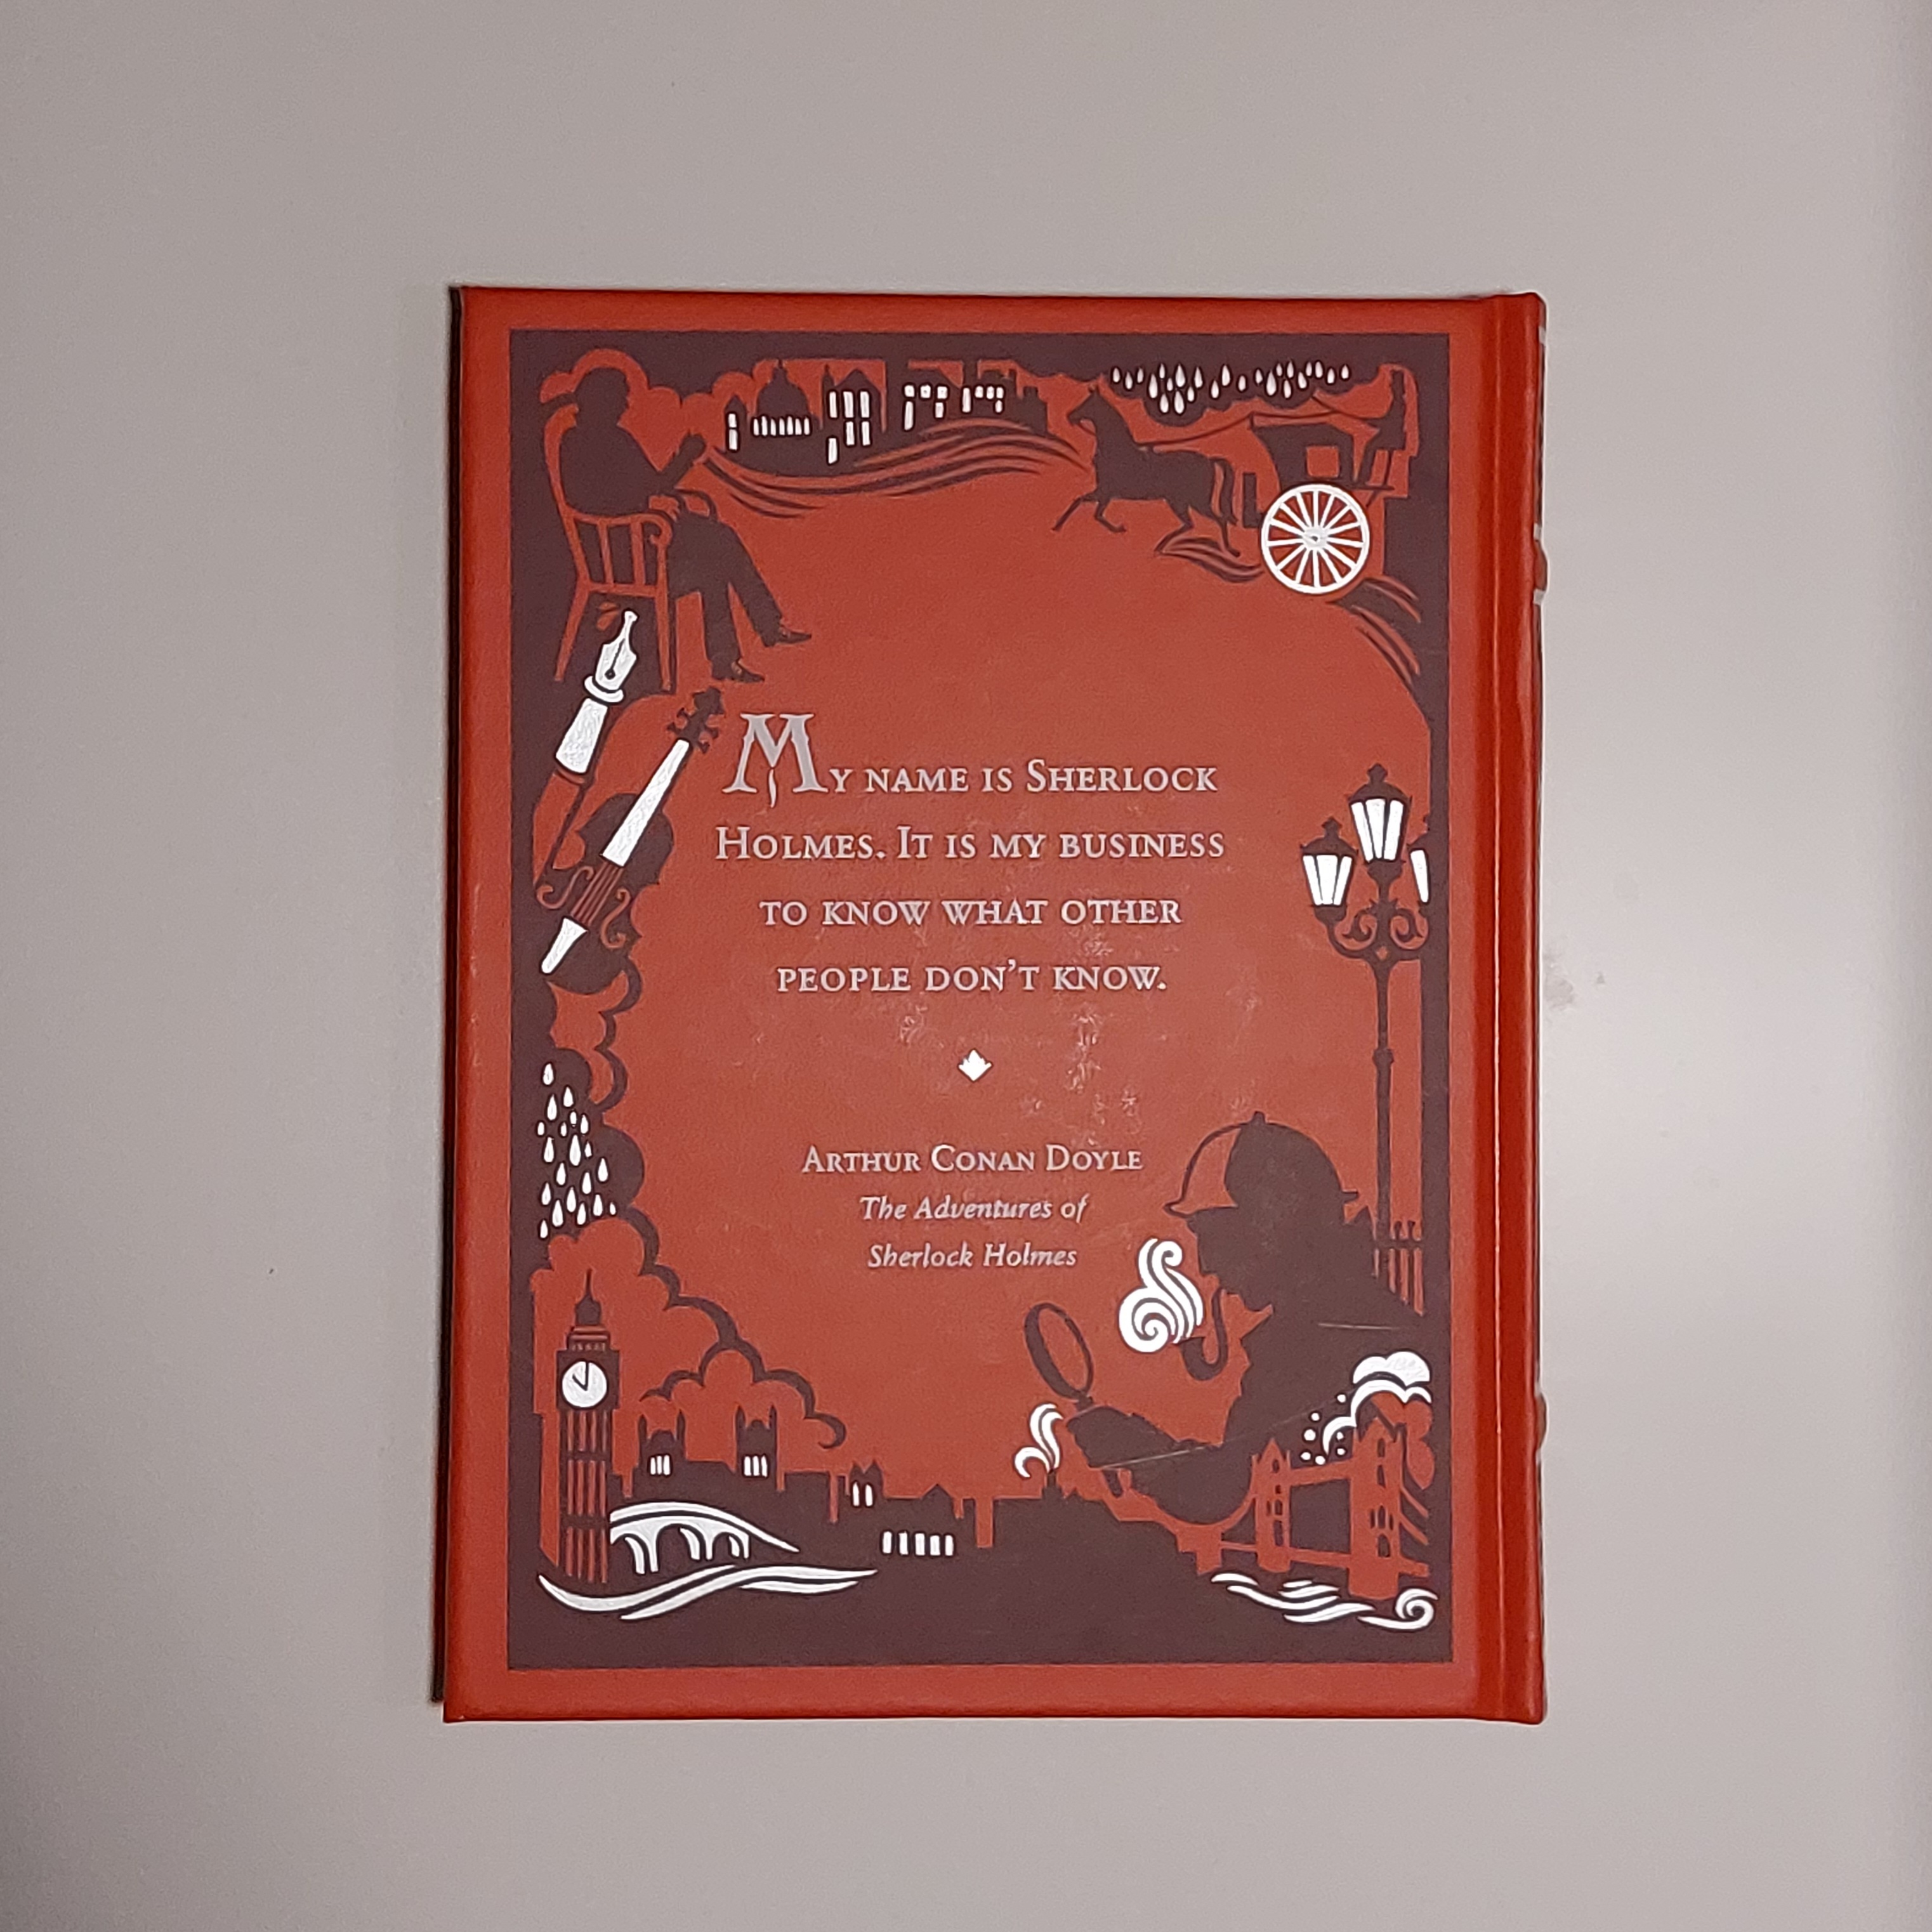 My name is Sherlock
Holmes. It is my business
to know what other
people don't know.
Arthur Conan Doyle
The Adventures of
Sherlock Holmes